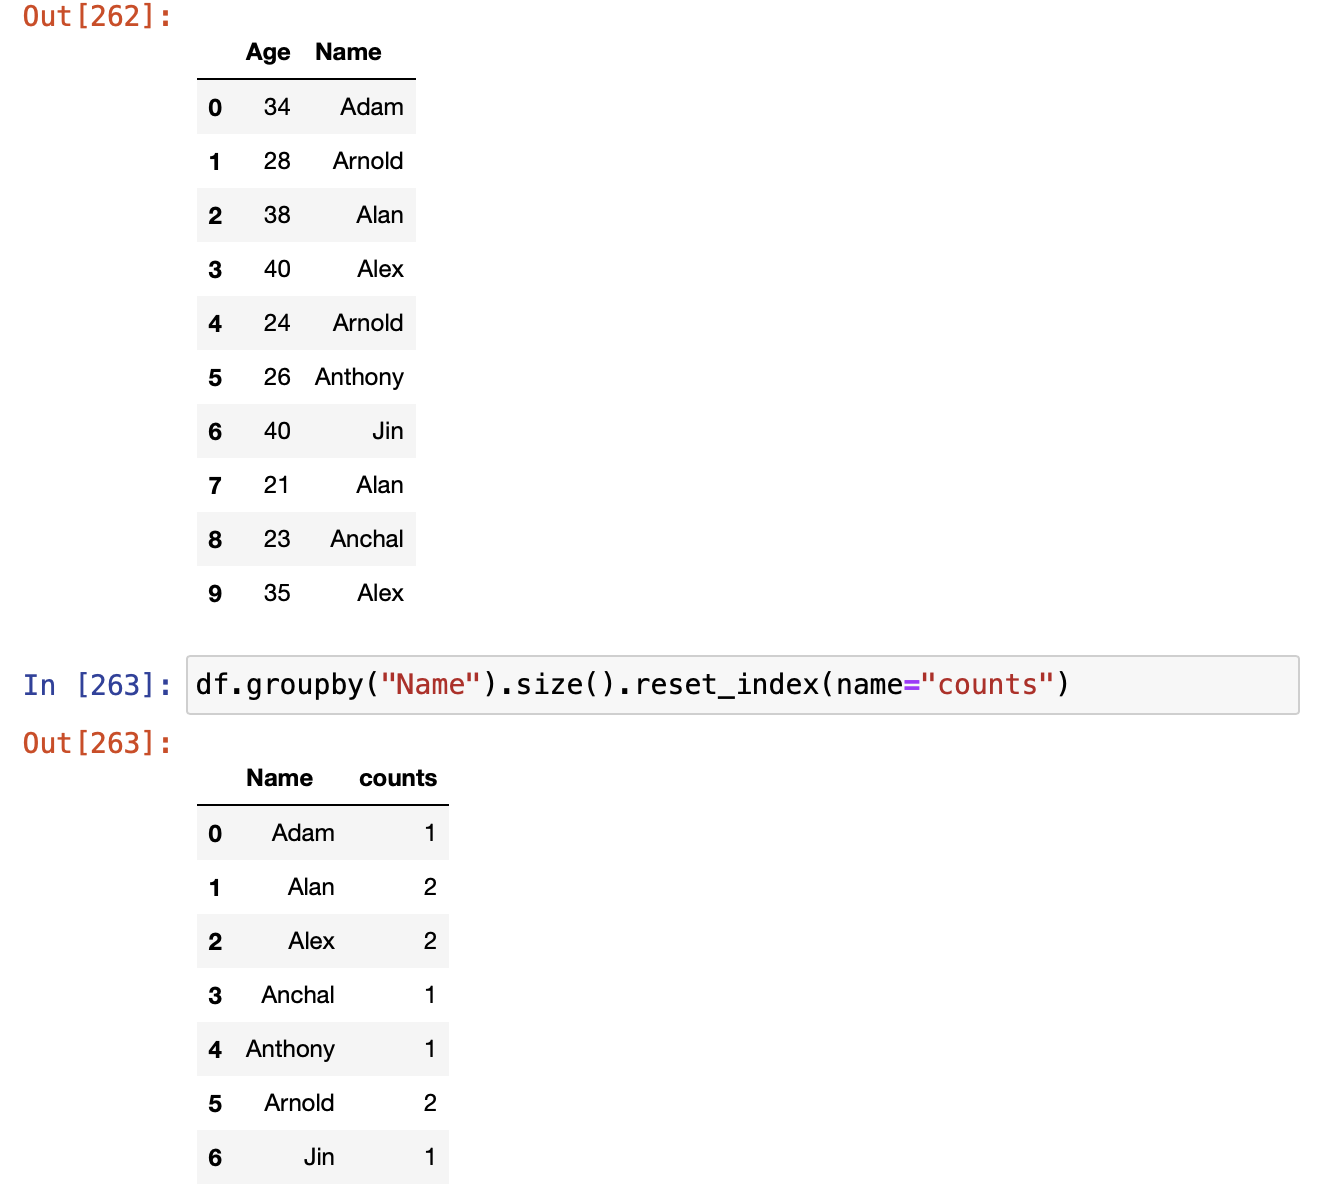 Out[262]:
Age Name
0 34 Adam
1 28 Arnold
2 38 Alan
3 40 Alex
4 24 Arnold
5 26 Anthony
6 40 Jin
7 21 Alan
8 23 Anchal
9 35 Alex
In [263]: df.groupby("Name").size().reset_index(name="counts")
Out[263]:
Name counts
0 Adam 1
1 Alan 2
2 Alex 2
3 Anchal 1
4 Anthony 1
5 Arnold 2
6 Jin 1